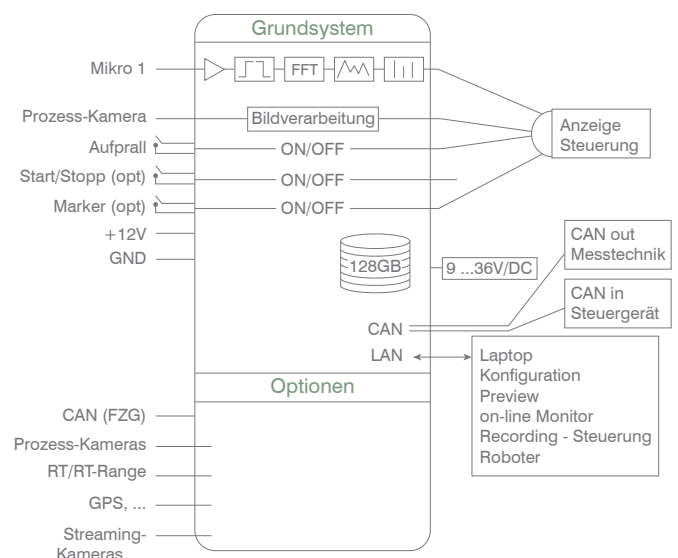 Grundsystem
Mikro 1
FFT
Prozess-Kamera
Bildverarbeitung
Anzeige
Steuerung
Aufprall
ON/OFF
Start/Stopp (opt)
ON/OFF
Marker (opt)
ON/OFF
+12V
GND
128GB
9 ...36V/DC
CAN out
Messtechnik
CAN in
Steuergerät
CAN
LAN
Laptop
Konfiguration
Preview
on-line Monitor
Recording - Steuerung
Roboter
Optionen
CAN (FZG)
Prozess-Kameras
RT/RT-Range
GPS, ...
Streaming-
Kameras